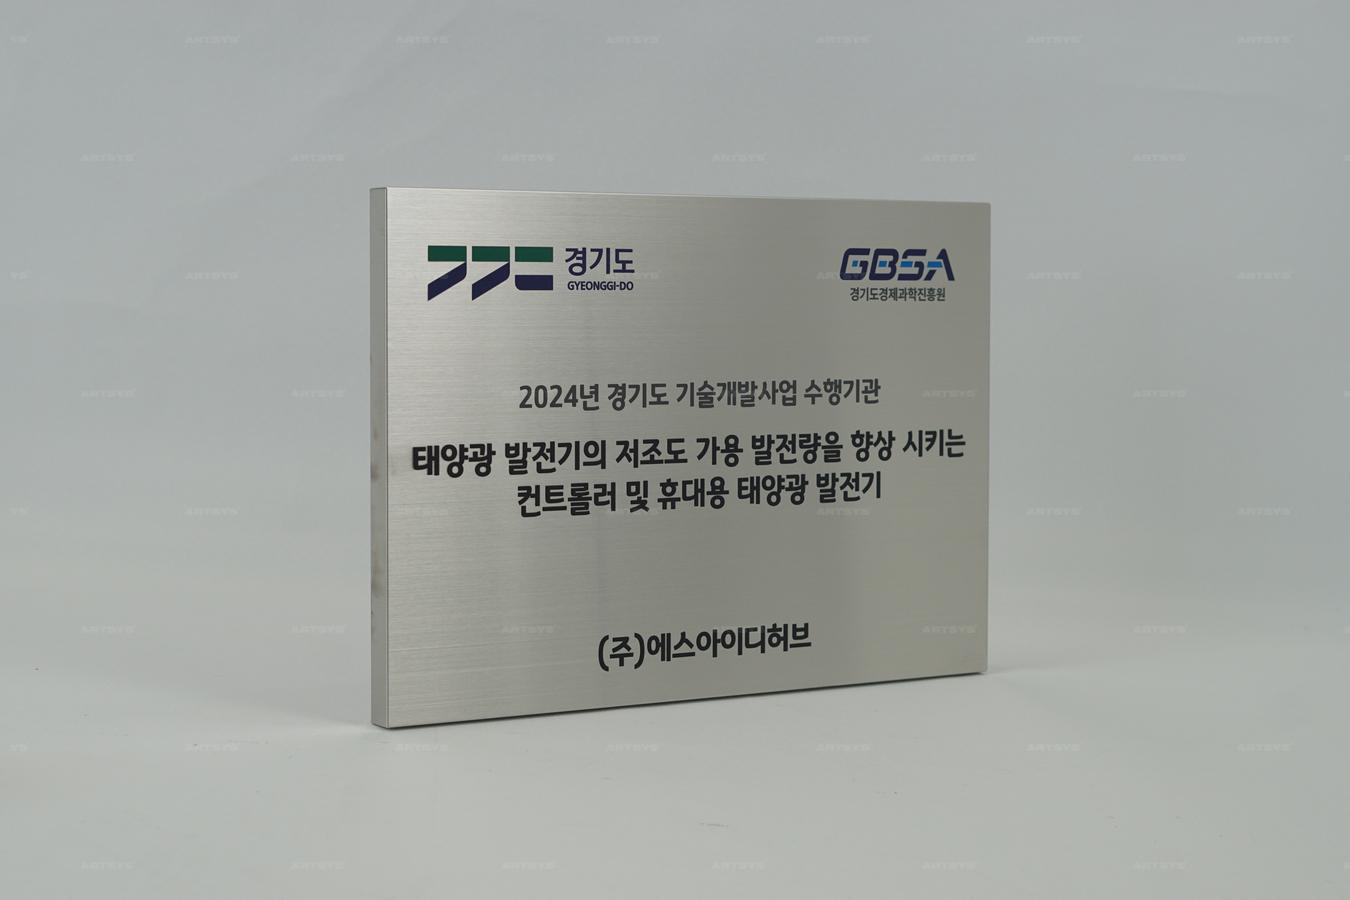 경기도
GYEONGGI-DO
GBSA
경기도경제과학진흥원
2024년 경기도 기술개발사업 수행기관
태양광 발전기의 저조도 가용 발전량을 향상 시키는
컨트롤러 및 휴대용 태양광 발전기
(주)에스아이디허브
ARTSYS